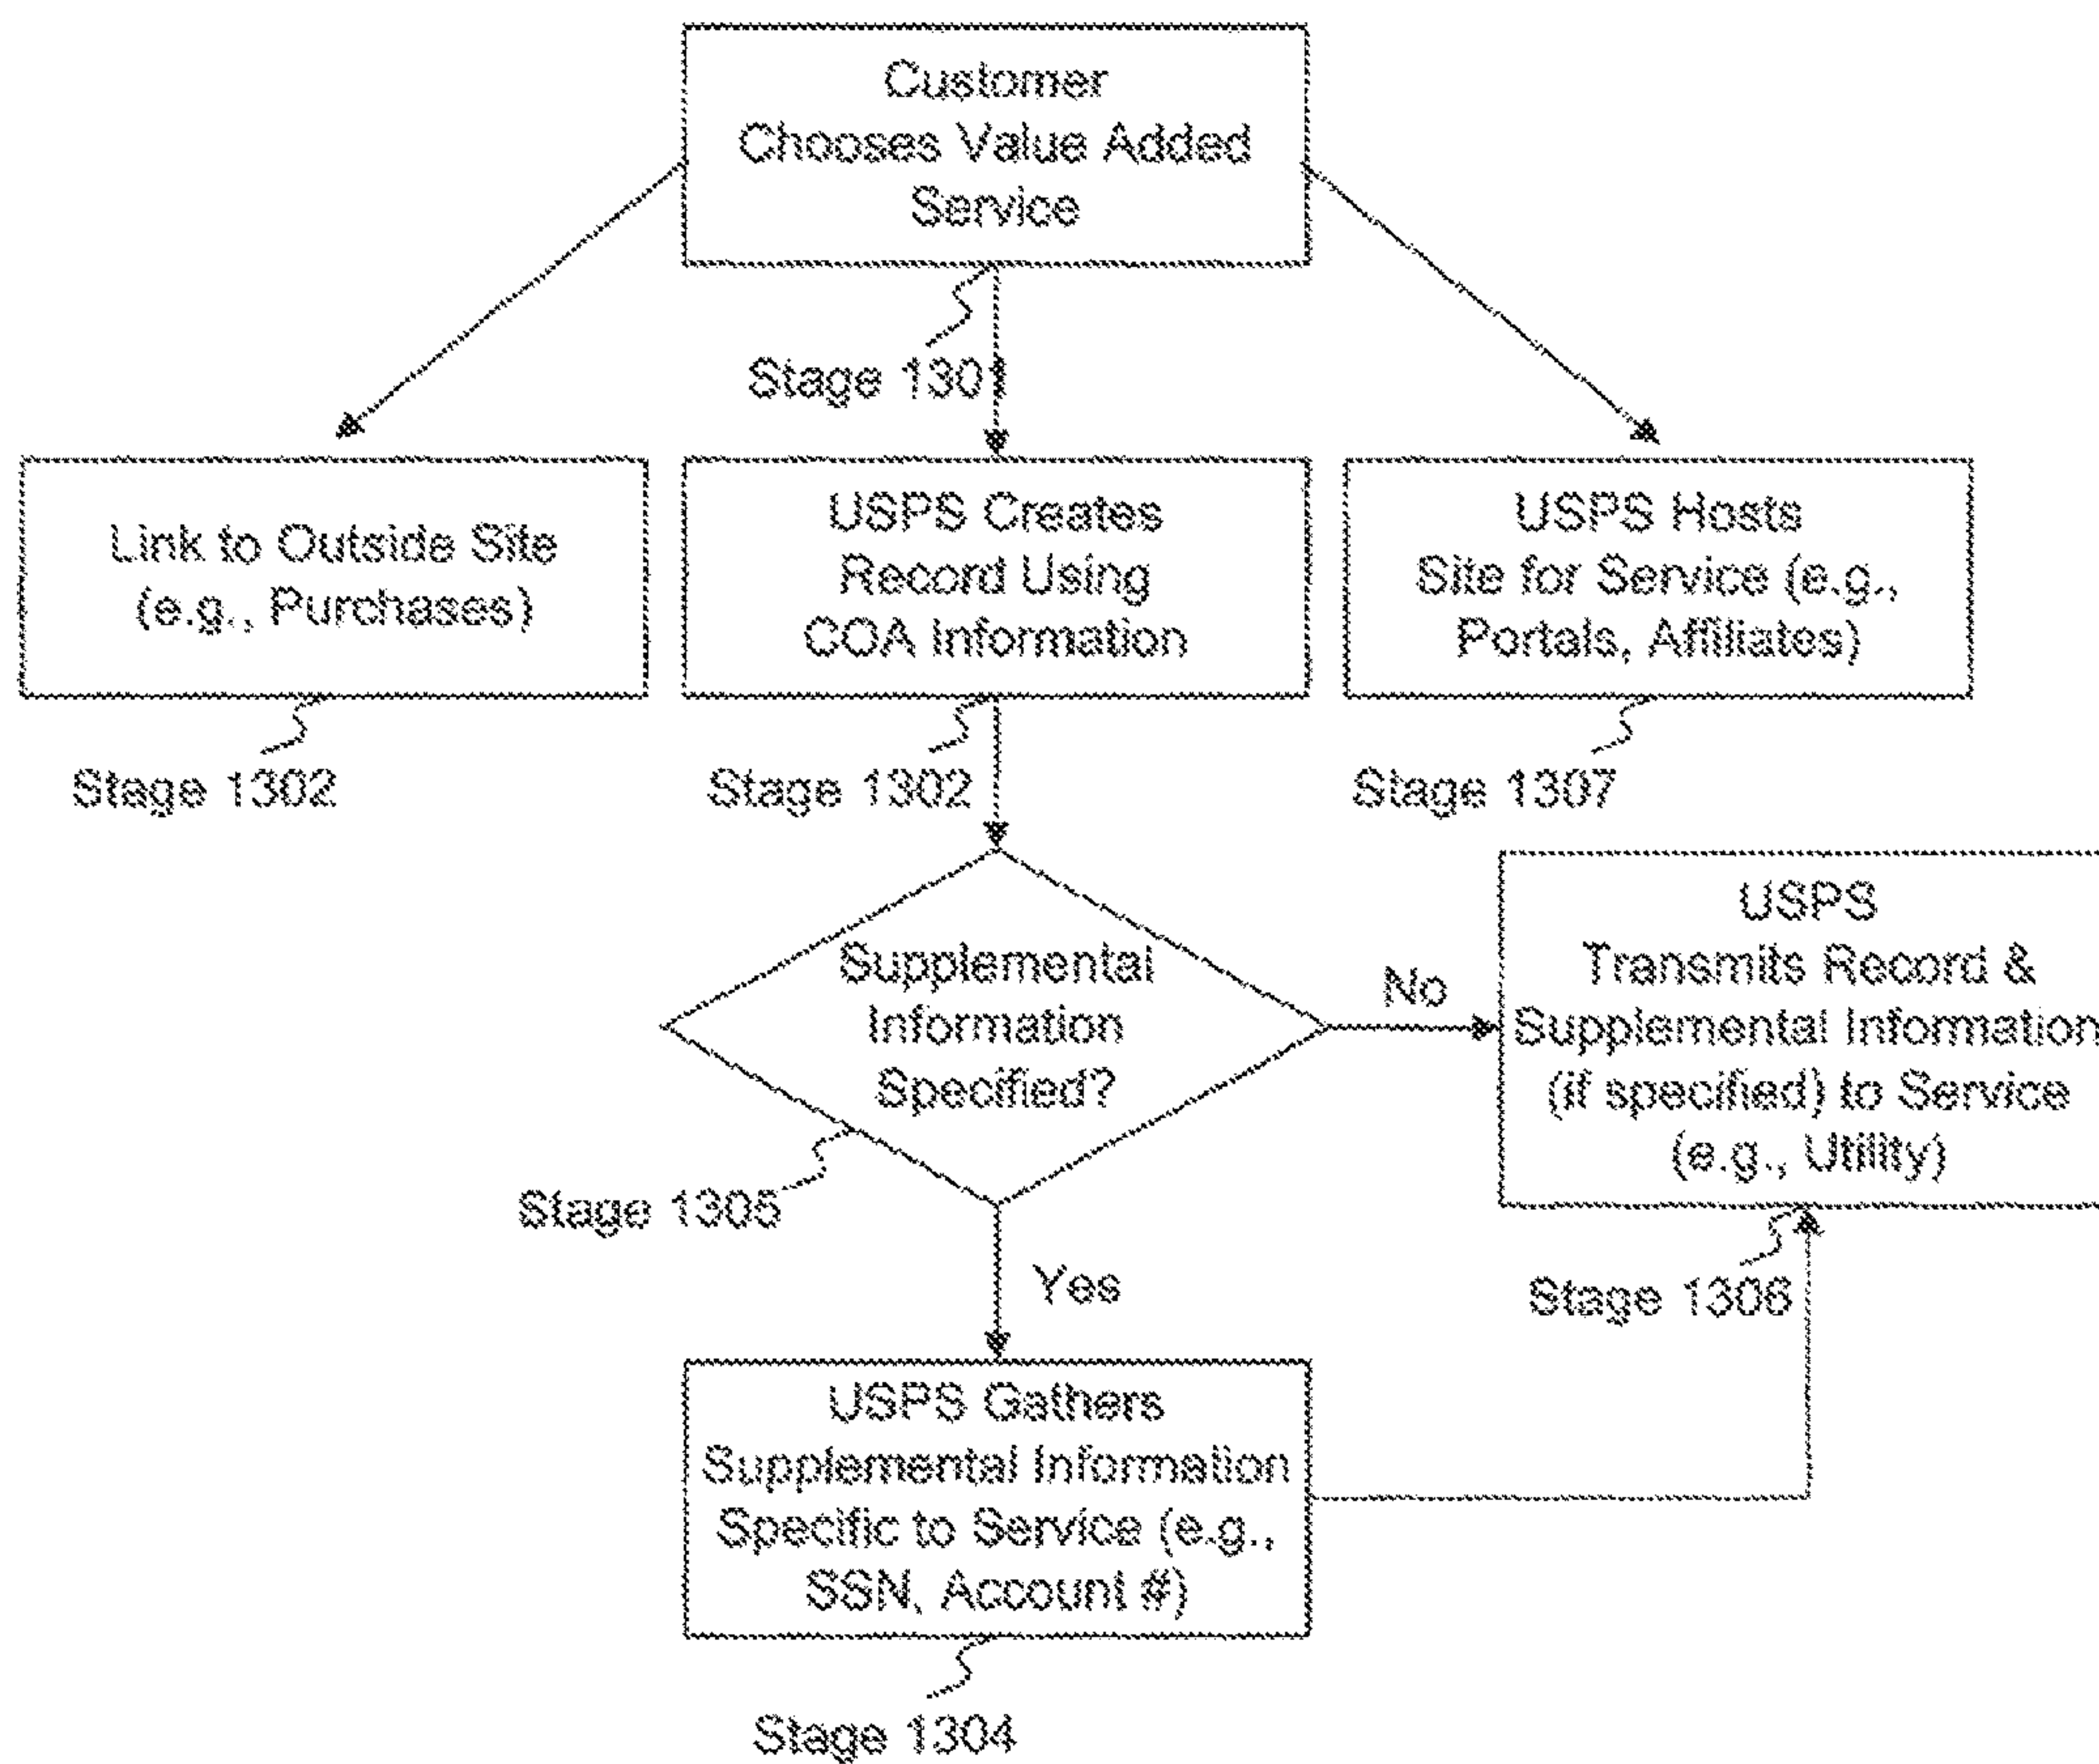 Customer
Chooses Value Added
Service
Stage 1301
Link to Outside Site
(e.g., Purchases)
Stage 1302
USPS Creates
Record Using
COA Information
Stage 1302
USPS Hosts
Site for Service (e.g.,
Portals, Affiliates)
Stage 1307
Supplemental
Information
Specified?
Stage 1305
No
USPS
Transmits Record &
Supplemental Information
(if specified) to Service
(e.g., Utility)
Stage 1306
Yes
USPS Gathers
Supplemental Information
Specific to Service (e.g.,
SSN, Account #)
Stage 1304